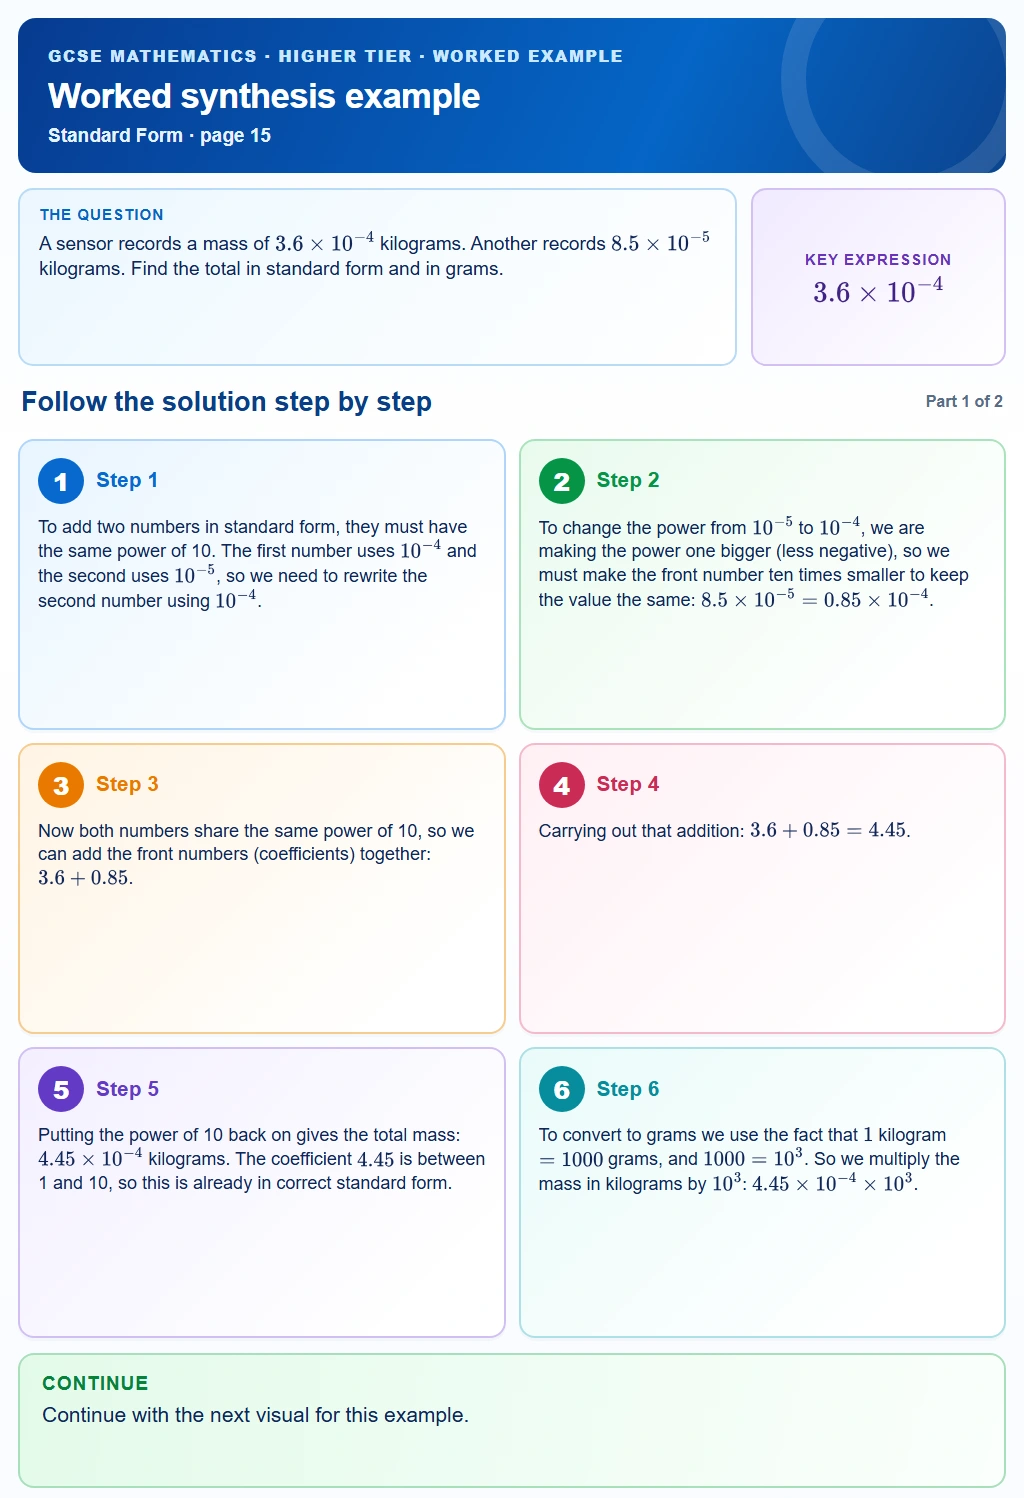 GCSE MATHEMATICS · HIGHER TIER · WORKED EXAMPLE
Worked synthesis example
Standard Form · page 15
THE QUESTION
A sensor records a mass of 3.6 × 10⁻⁴ kilograms. Another records 8.5 × 10⁻⁵
kilograms. Find the total in standard form and in grams.
KEY EXPRESSION
3.6 × 10⁻⁴
Follow the solution step by step
Part 1 of 2
1 Step 1
To add two numbers in standard form, they must have
the same power of 10. The first number uses 10⁻⁴ and
the second uses 10⁻⁵, so we need to rewrite the
second number using 10⁻⁴.
2 Step 2
To change the power from 10⁻⁵ to 10⁻⁴, we are
making the power one bigger (less negative), so we
must make the front number ten times smaller to keep
the value the same: 8.5 × 10⁻⁵ = 0.85 × 10⁻⁴.
3 Step 3
Now both numbers share the same power of 10, so we
can add the front numbers (coefficients) together:
3.6 + 0.85.
4 Step 4
Carrying out that addition: 3.6 + 0.85 = 4.45.
5 Step 5
Putting the power of 10 back on gives the total mass:
4.45 × 10⁻⁴ kilograms. The coefficient 4.45 is between
1 and 10, so this is already in correct standard form.
6 Step 6
To convert to grams we use the fact that 1 kilogram
= 1000 grams, and 1000 = 10³. So we multiply the
mass in kilograms by 10³: 4.45 × 10⁻⁴ × 10³.
CONTINUE
Continue with the next visual for this example.